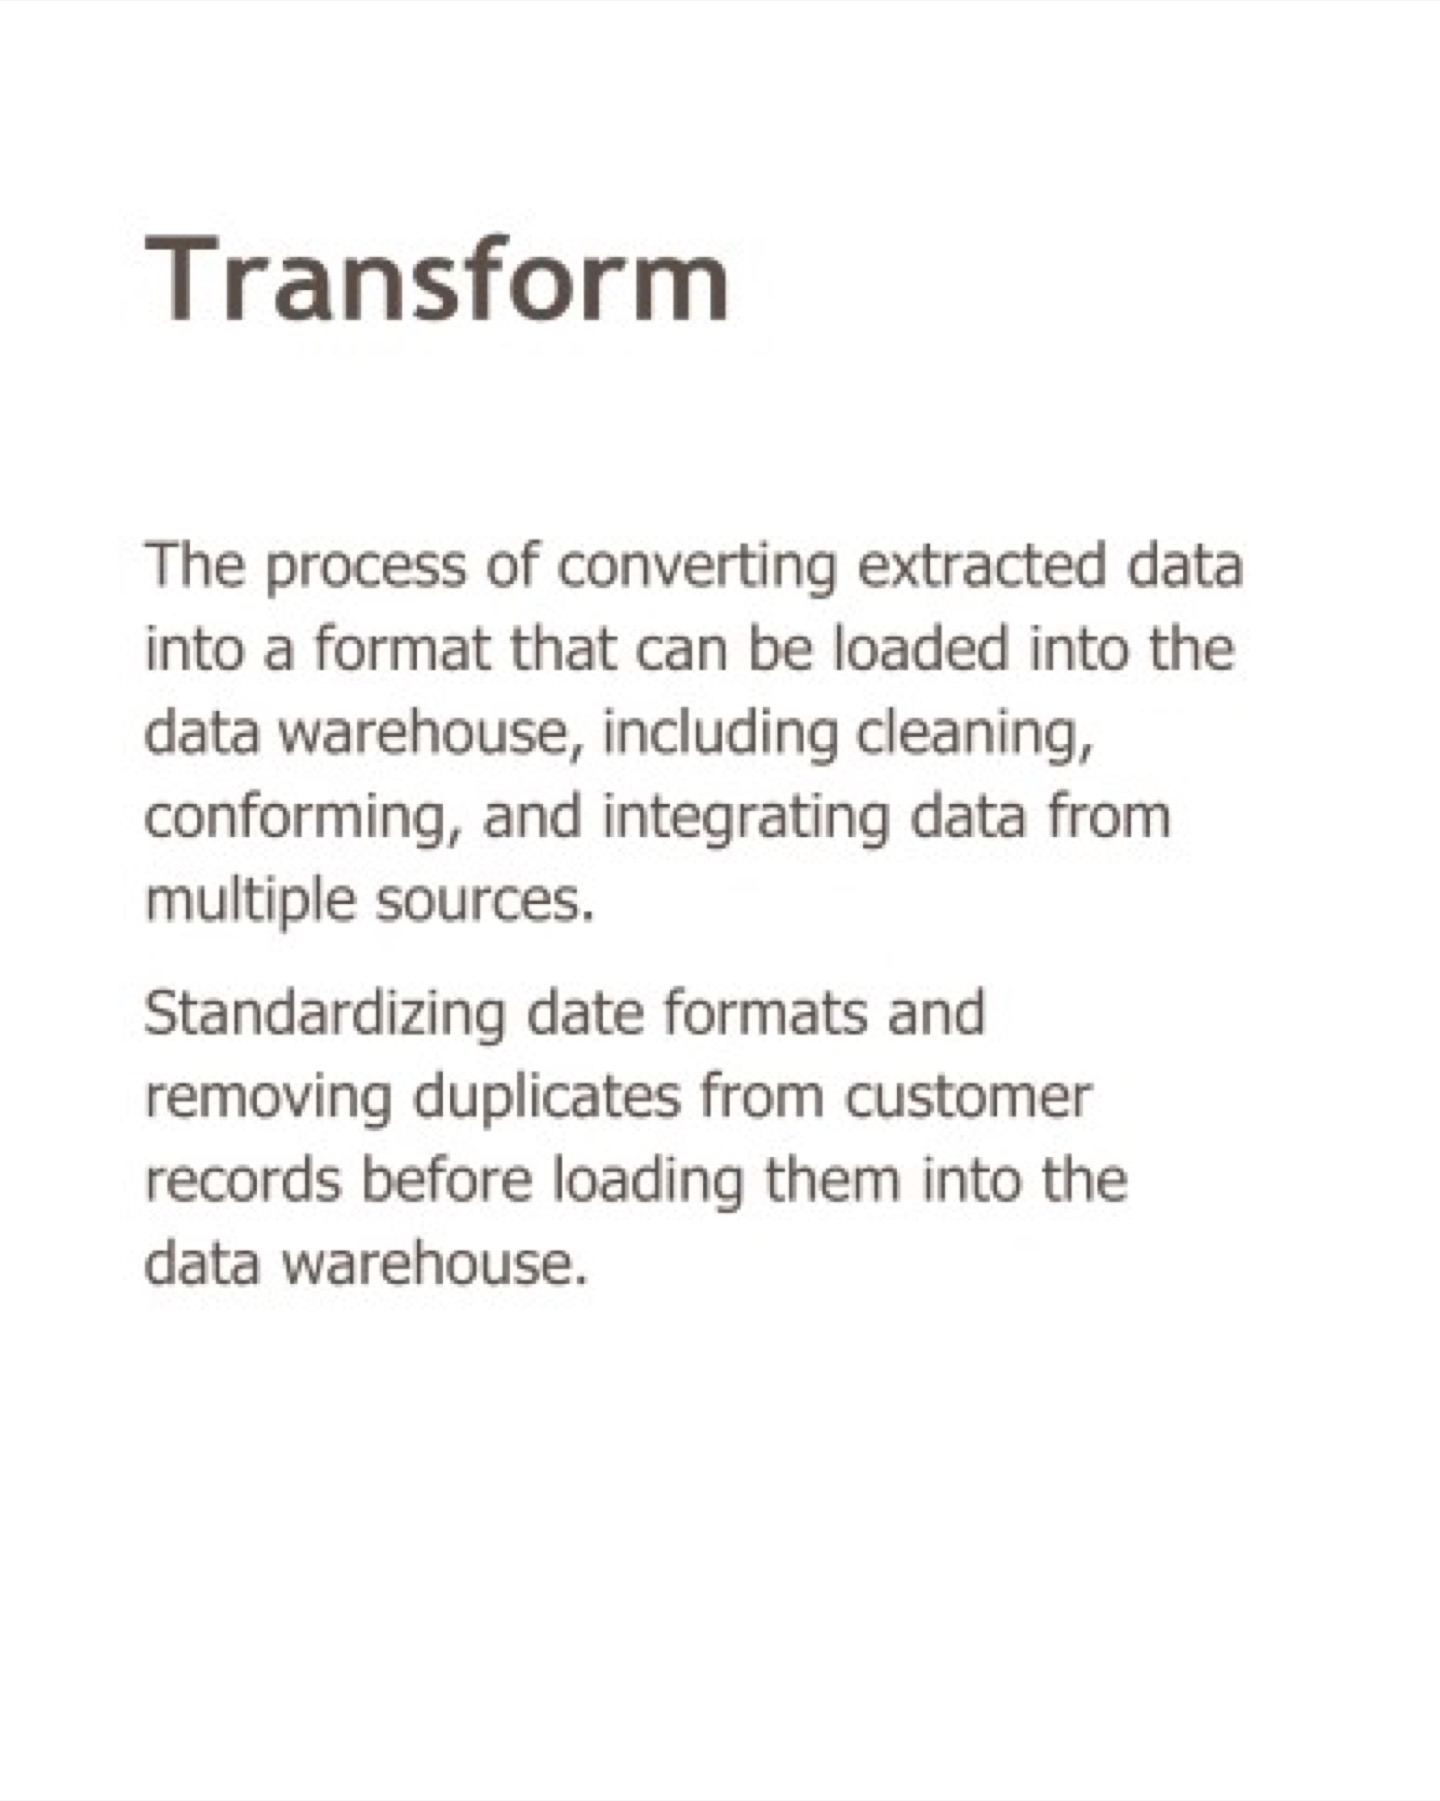 Transform
The process of converting extracted data
into a format that can be loaded into the
data warehouse, including cleaning,
conforming, and integrating data from
multiple sources.
Standardizing date formats and
removing duplicates from customer
records before loading them into the
data warehouse.